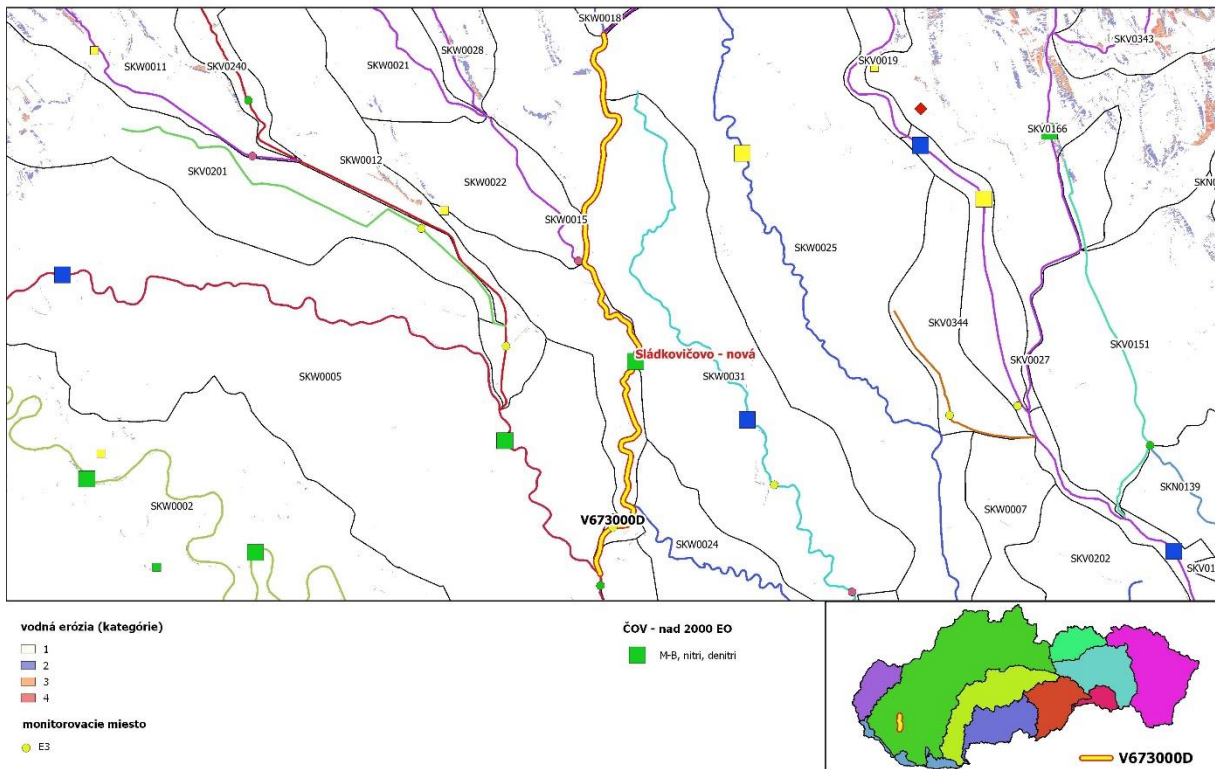 SKW0018
SKV0343
SKW0028
SKW0011
SKV0240
SKW0021
SKV0019
SKV0166
SKW0012
SKV0201
SKW0022
SKW0015
SKW0025
SKV0344
SKV0151
SKV0027
Sládkovičovo - nová
SKW0031
SKW0005
SKN0139
SKW0002
V673000D
SKW0007
SKW0024
SKV0202
vodná erózia (kategórie)
1
2
3
4
monitorovacie miesto
E3
ČOV - nad 2000 EO
M-B, nitri, denitri
V673000D